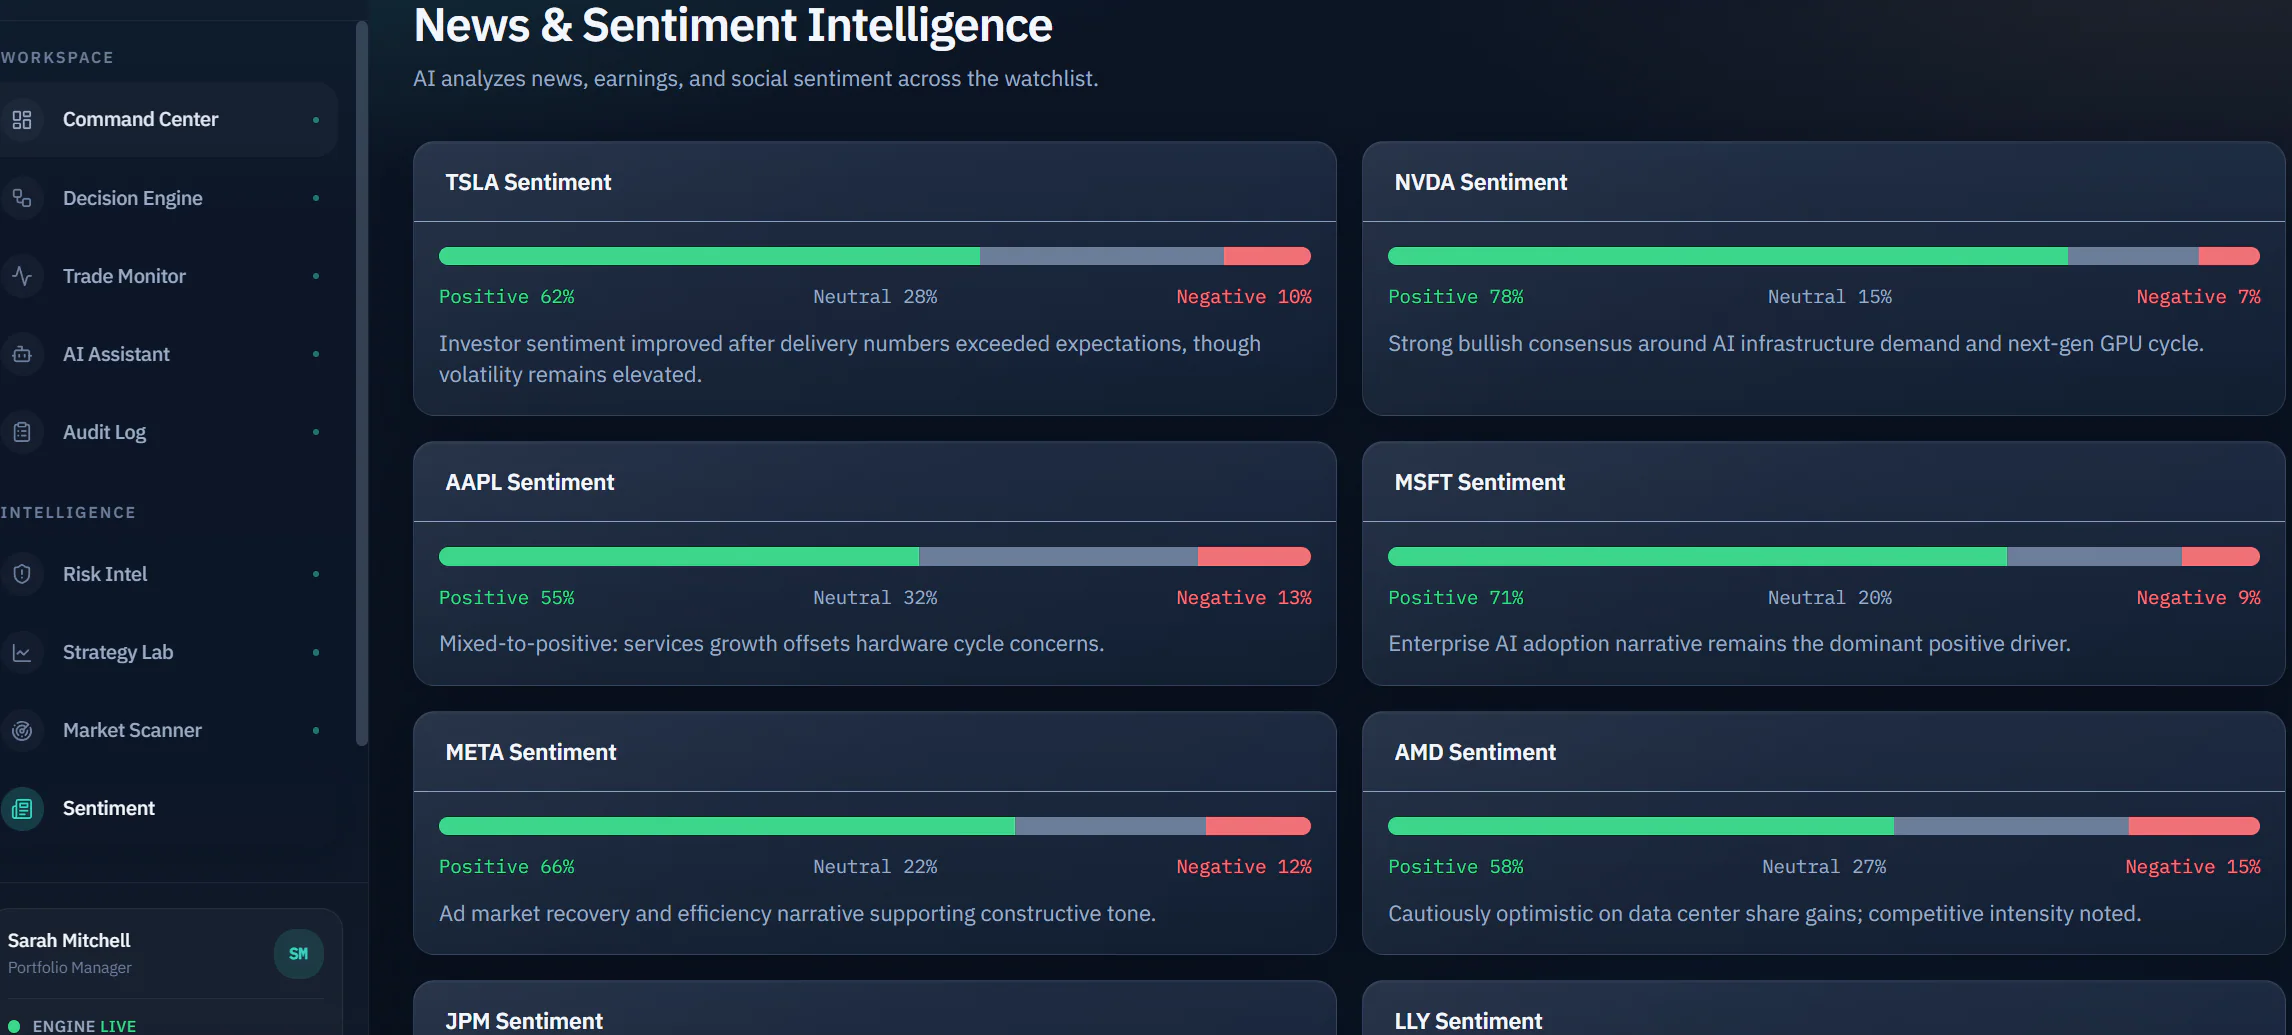 WORKSPACE
Command Center
Decision Engine
Trade Monitor
AI Assistant
Audit Log
INTELLIGENCE
Risk Intel
Strategy Lab
Market Scanner
Sentiment
Sarah Mitchell
Portfolio Manager
SM
ENGINE LIVE
News & Sentiment Intelligence
AI analyzes news, earnings, and social sentiment across the watchlist.
TSLA Sentiment
Positive 62% Neutral 28% Negative 10%
Investor sentiment improved after delivery numbers exceeded expectations, though
volatility remains elevated.
NVDA Sentiment
Positive 78% Neutral 15% Negative 7%
Strong bullish consensus around AI infrastructure demand and next-gen GPU cycle.
AAPL Sentiment
Positive 55% Neutral 32% Negative 13%
Mixed-to-positive: services growth offsets hardware cycle concerns.
MSFT Sentiment
Positive 71% Neutral 20% Negative 9%
Enterprise AI adoption narrative remains the dominant positive driver.
META Sentiment
Positive 66% Neutral 22% Negative 12%
Ad market recovery and efficiency narrative supporting constructive tone.
AMD Sentiment
Positive 58% Neutral 27% Negative 15%
Cautiously optimistic on data center share gains; competitive intensity noted.
JPM Sentiment
LLY Sentiment